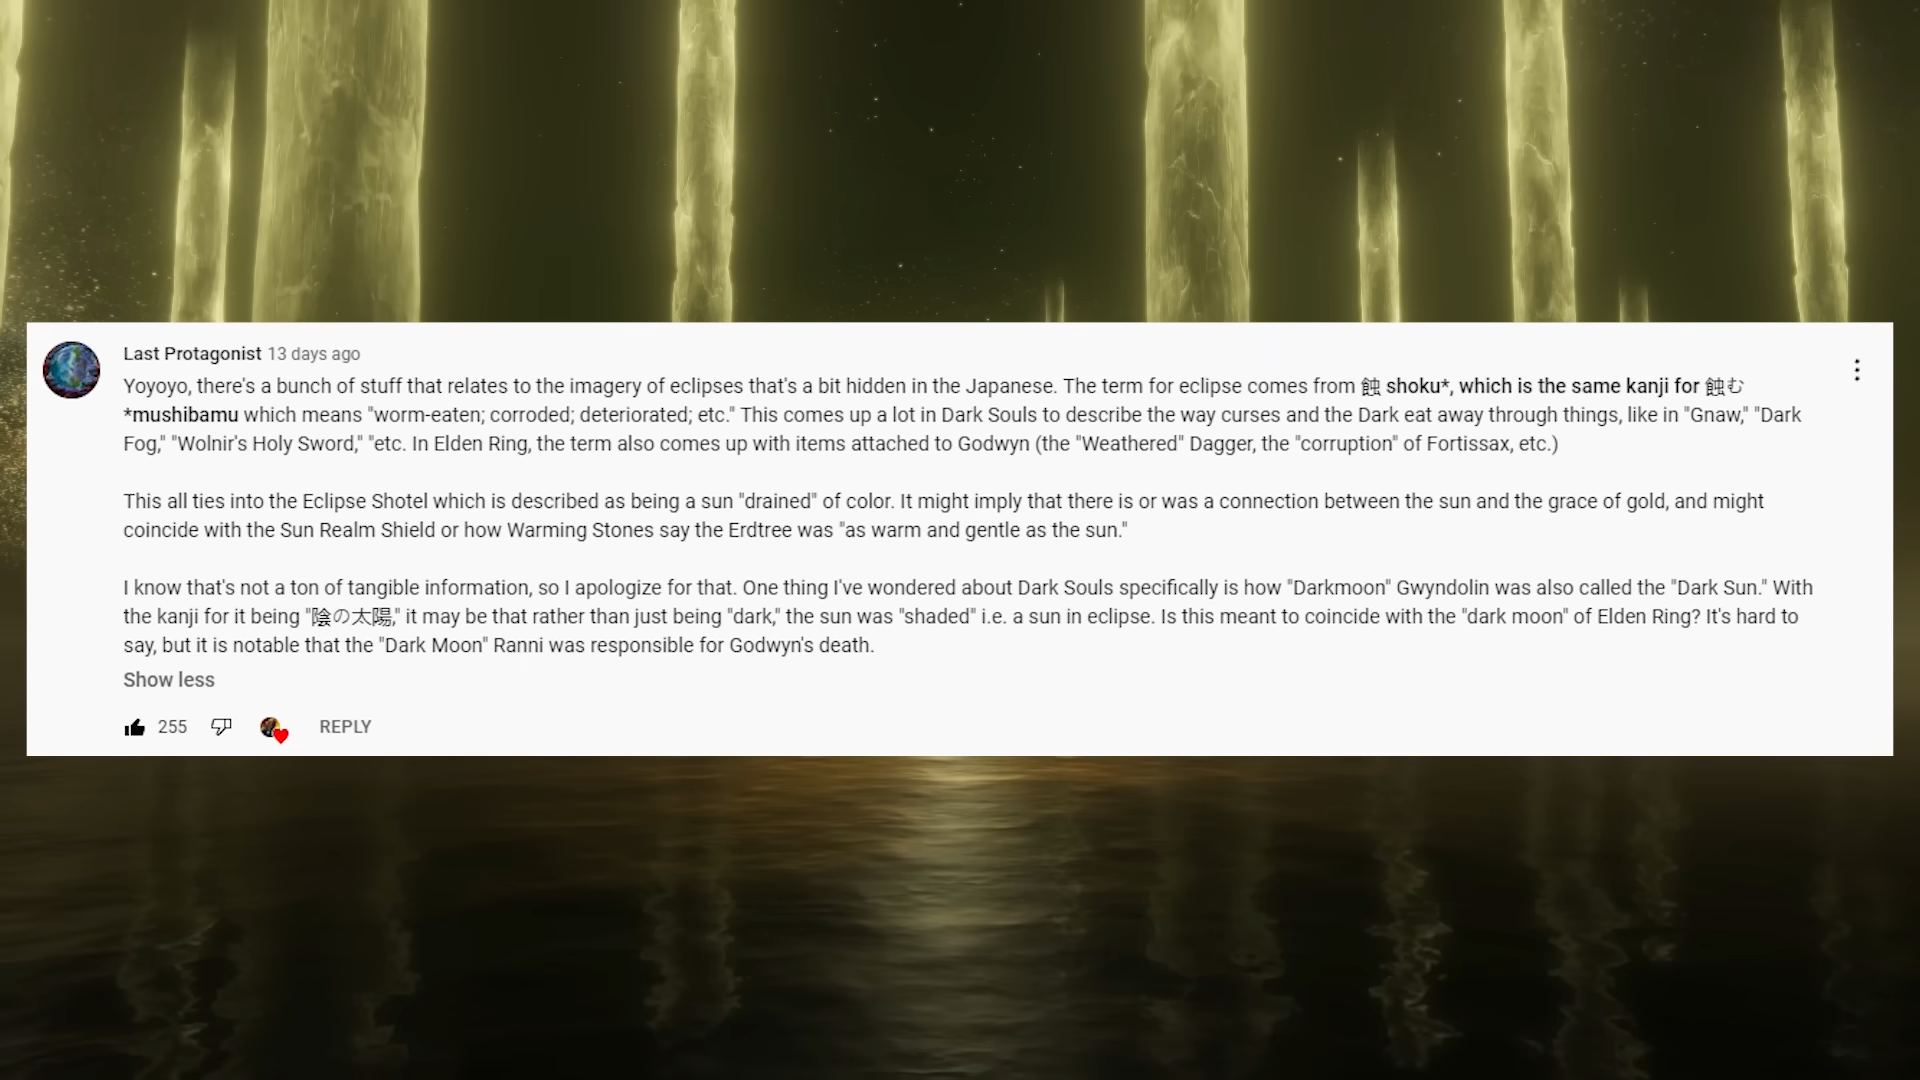 Last Protagonist 13 days ago
Yoyoyo, there's a bunch of stuff that relates to the imagery of eclipses that's a bit hidden in the Japanese. The term for eclipse comes from 蝕 shoku*, which is the same kanji for 蝕む
*mushibamu which means "worm-eaten; corroded; deteriorated; etc." This comes up a lot in Dark Souls to describe the way curses and the Dark eat away through things, like in "Gnaw," "Dark
Fog," "Wolnir's Holy Sword," "etc. In Elden Ring, the term also comes up with items attached to Godwyn (the "Weathered" Dagger, the "corruption" of Fortissax, etc.)
This all ties into the Eclipse Shotel which is described as being a sun "drained" of color. It might imply that there is or was a connection between the sun and the grace of gold, and might
coincide with the Sun Realm Shield or how Warming Stones say the Erdtree was "as warm and gentle as the sun."
I know that's not a ton of tangible information, so I apologize for that. One thing I've wondered about Dark Souls specifically is how "Darkmoon" Gwyndolin was also called the "Dark Sun." With
the kanji for it being "陰の太陽," it may be that rather than just being "dark," the sun was "shaded" i.e. a sun in eclipse. Is this meant to coincide with the "dark moon" of Elden Ring? It's hard to
say, but it is notable that the "Dark Moon" Ranni was responsible for Godwyn's death.
Show less
255 REPLY